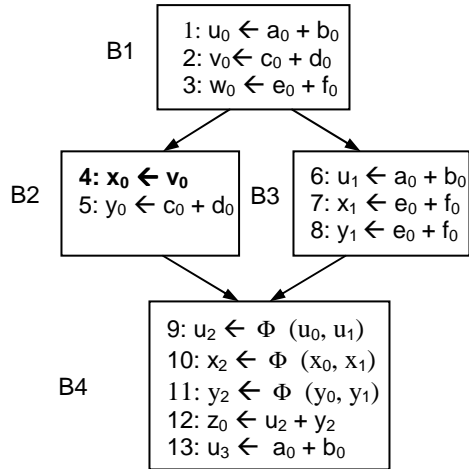 B1
1: u₀ ← a₀ + b₀
2: v₀← c₀ + d₀
3: w₀ ← e₀ + f₀
B2
4: x₀ ← v₀
5: y₀ ← c₀ + d₀
B3
6: u₁ ← a₀ + b₀
7: x₁ ← e₀ + f₀
8: y₁ ← e₀ + f₀
B4
9: u₂ ← Φ (u₀, u₁)
10: x₂ ← Φ (x₀, x₁)
11: y₂ ← Φ (y₀, y₁)
12: z₀ ← u₂ + y₂
13: u₃ ← a₀ + b₀